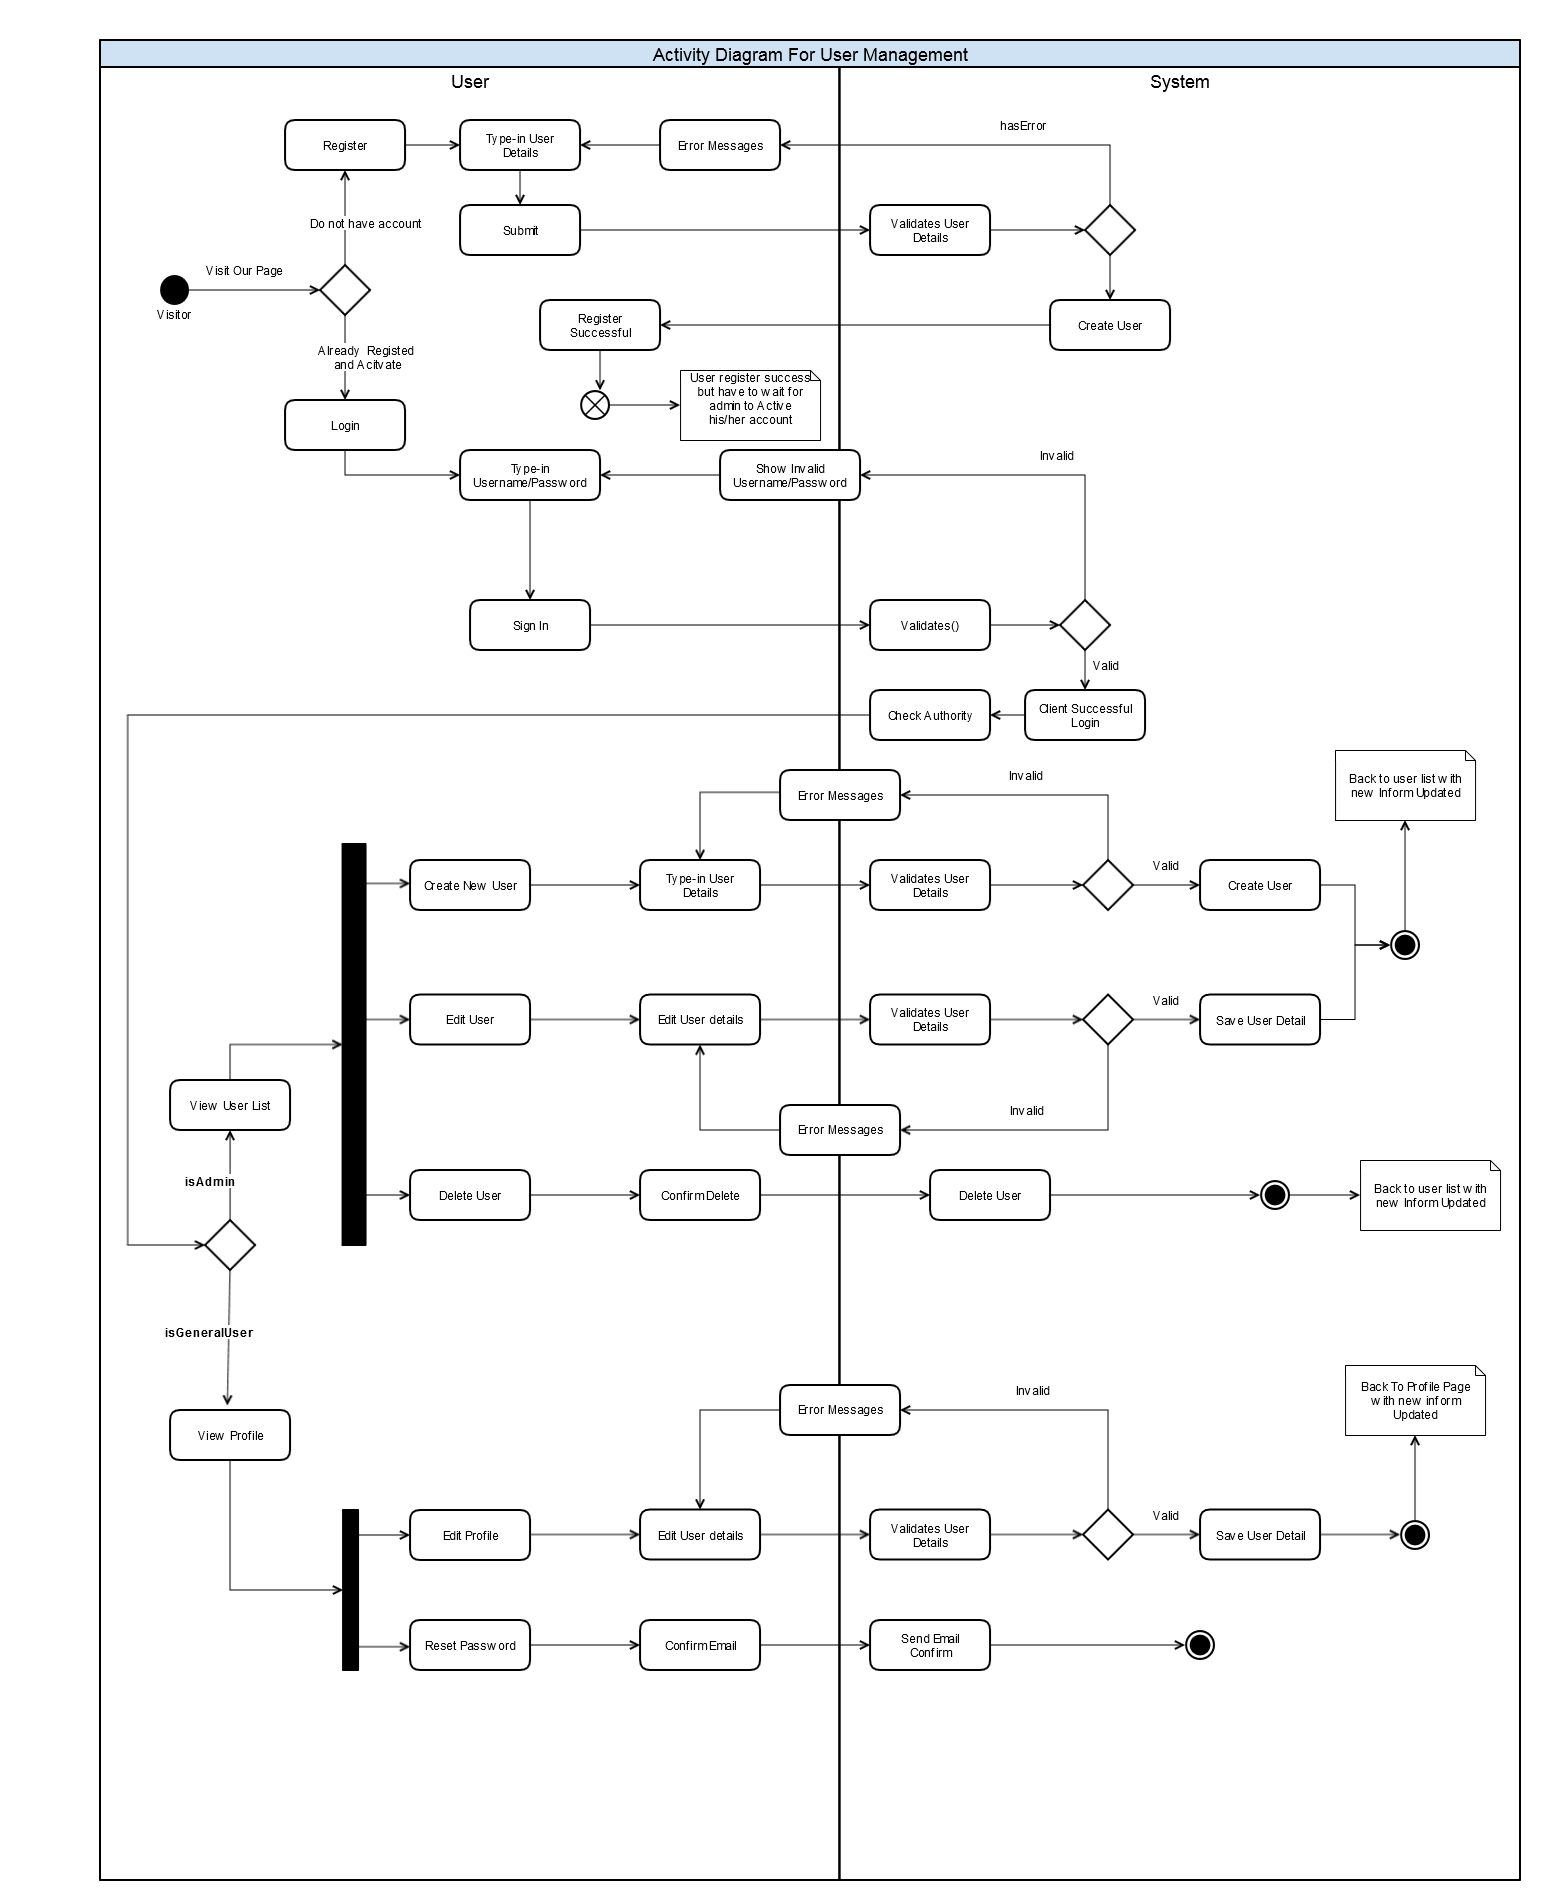 Activity Diagram For User Management
User
System
hasError
Register
Type-in User
Details
Error Messages
Do not have account
Submit
Validates User
Details
Visit Our Page
Visitor
Register
Successful
Create User
Already Registed
and Acitvate
User register success
but have to wait for
admin to Active
his/her account
Login
Invalid
Type-in
Username/Password
Show Invalid
Username/Password
Sign In
Validates()
Valid
Check Authority
Client Successful
Login
Invalid
Error Messages
Back to user list with
new Inform Updated
Valid
Create New User
Type-in User
Details
Validates User
Details
Create User
Valid
Edit User
Edit User details
Validates User
Details
Save User Detail
View User List
Invalid
Error Messages
isAdmin
Delete User
Confirm Delete
Delete User
Back to user list with
new Inform Updated
isGeneralUser
Invalid
Error Messages
Back To Profile Page
with new inform
Updated
View Profile
Valid
Edit Profile
Edit User details
Validates User
Details
Save User Detail
Reset Password
Confirm Email
Send Email
Confirm